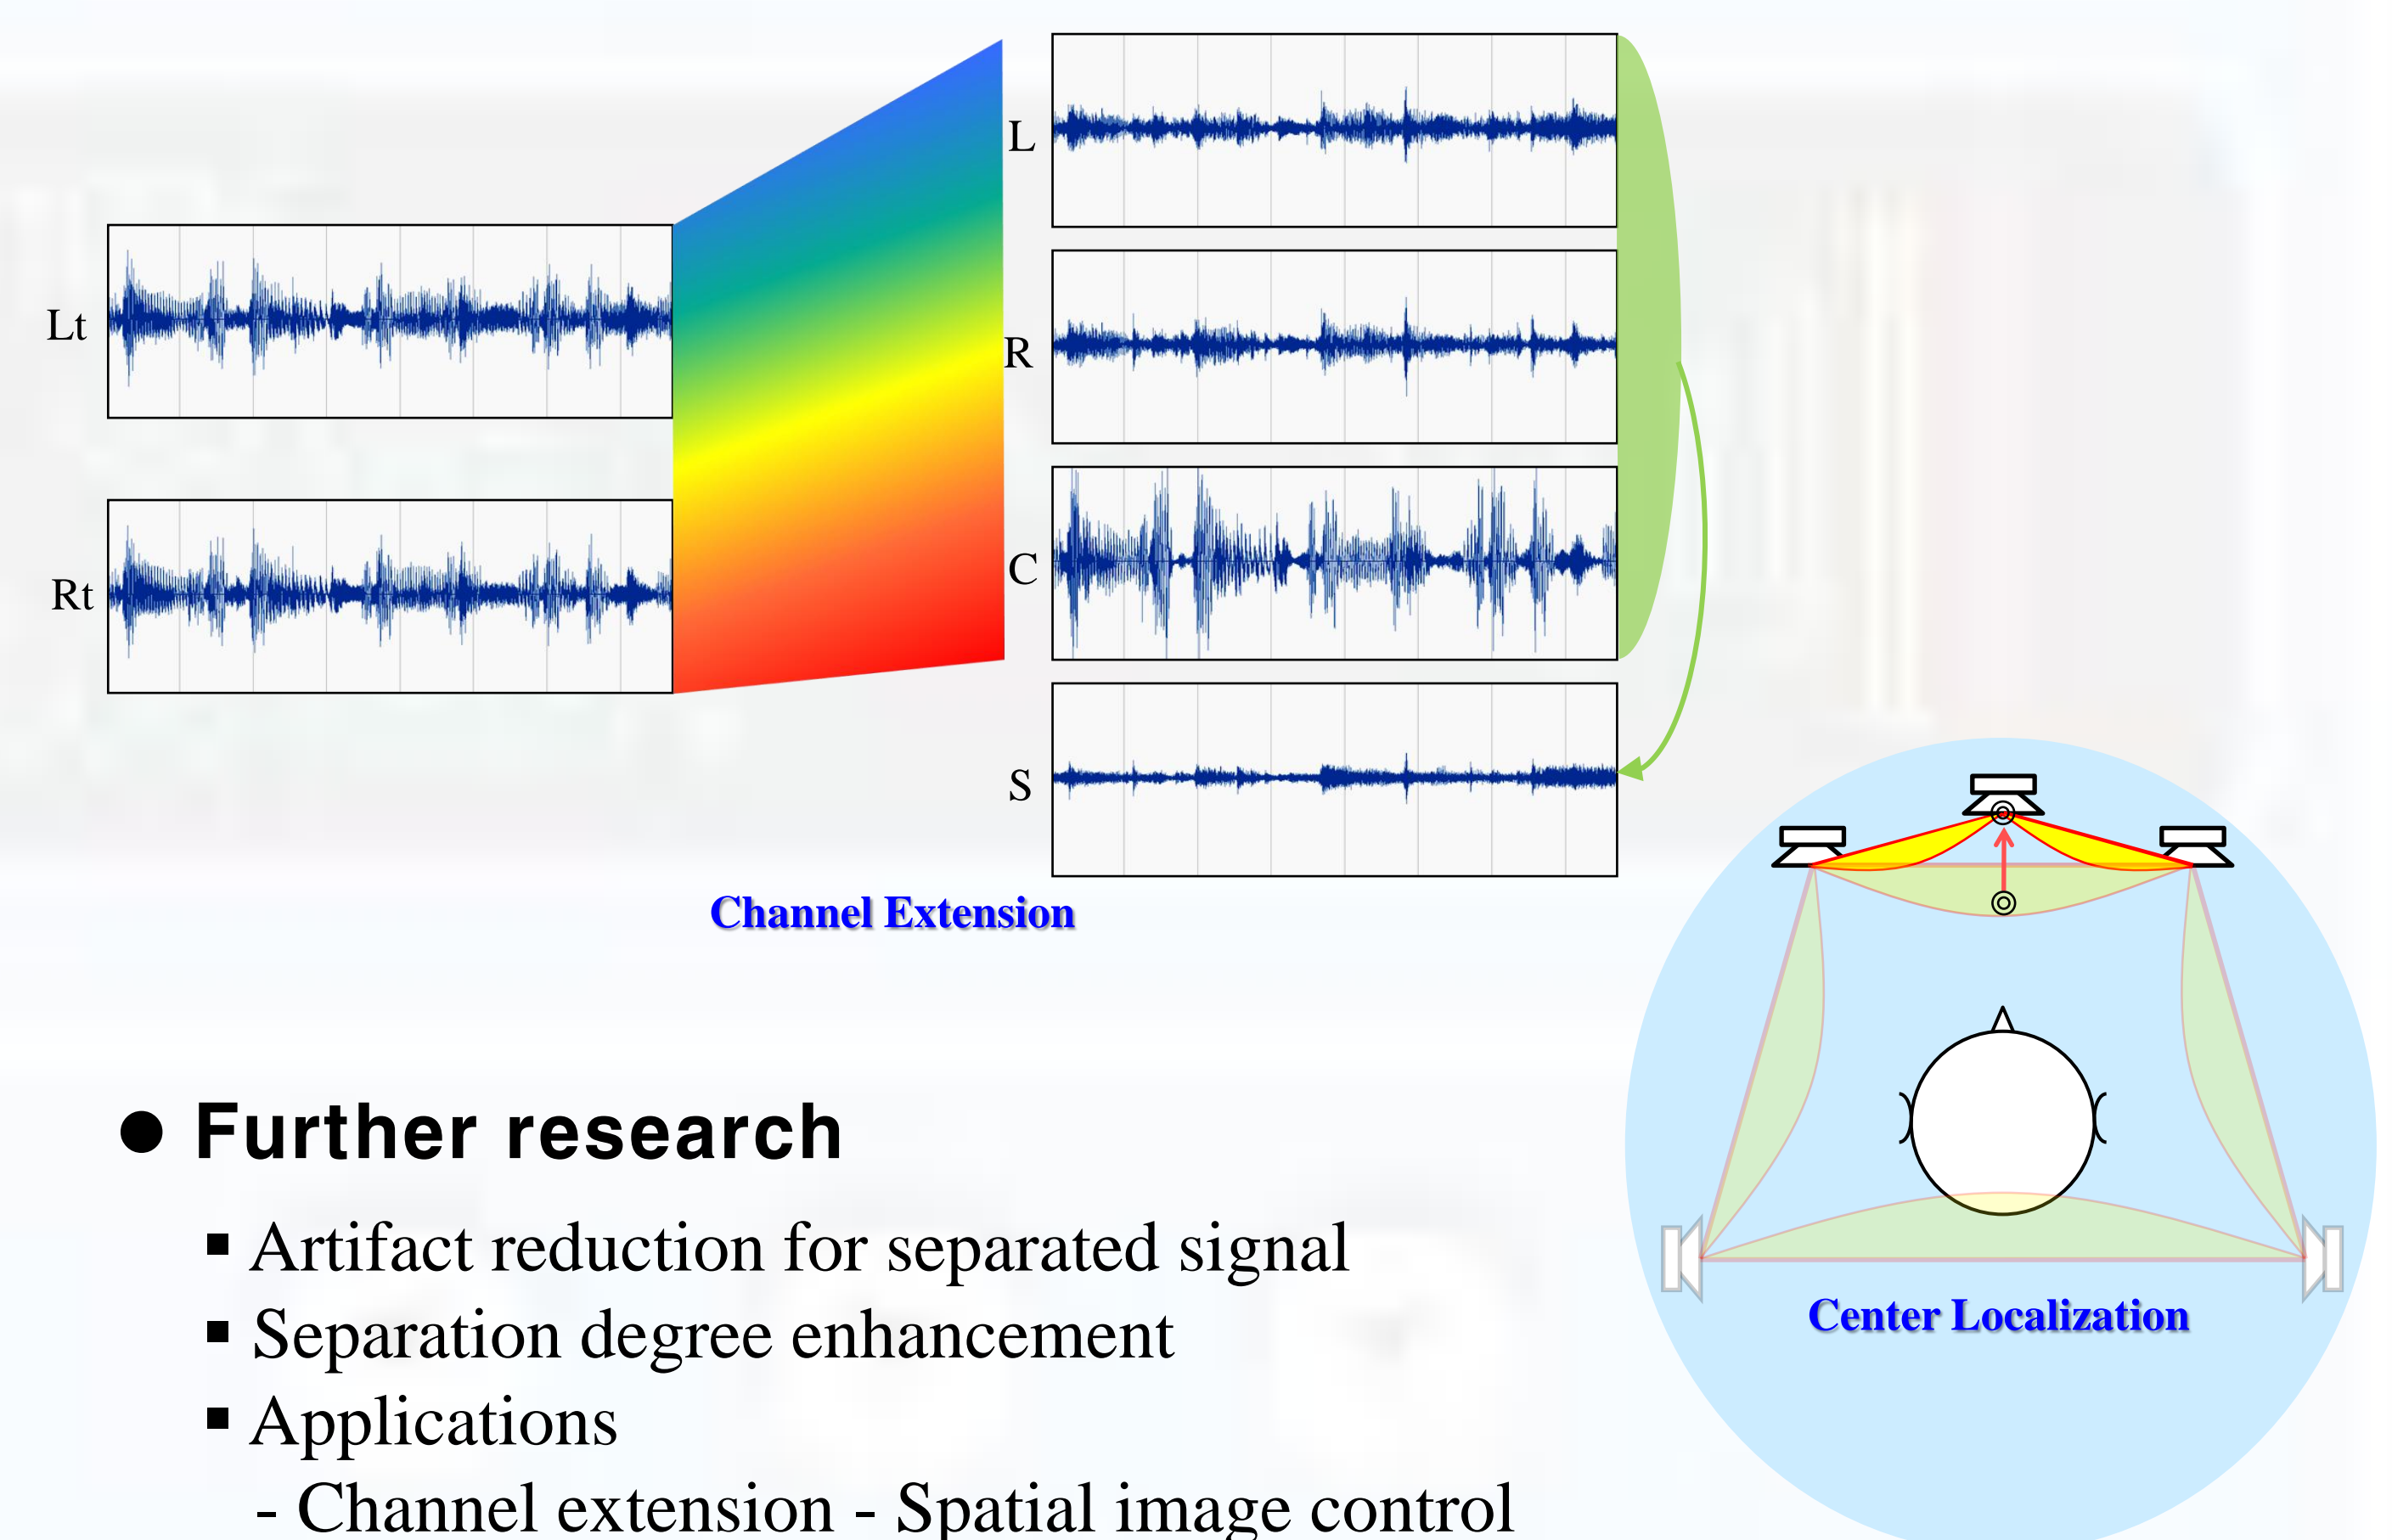 Lt
Rt
L
R
C
S
Channel Extension
Center Localization
● Further research
▪ Artifact reduction for separated signal
▪ Separation degree enhancement
▪ Applications
- Channel extension - Spatial image control